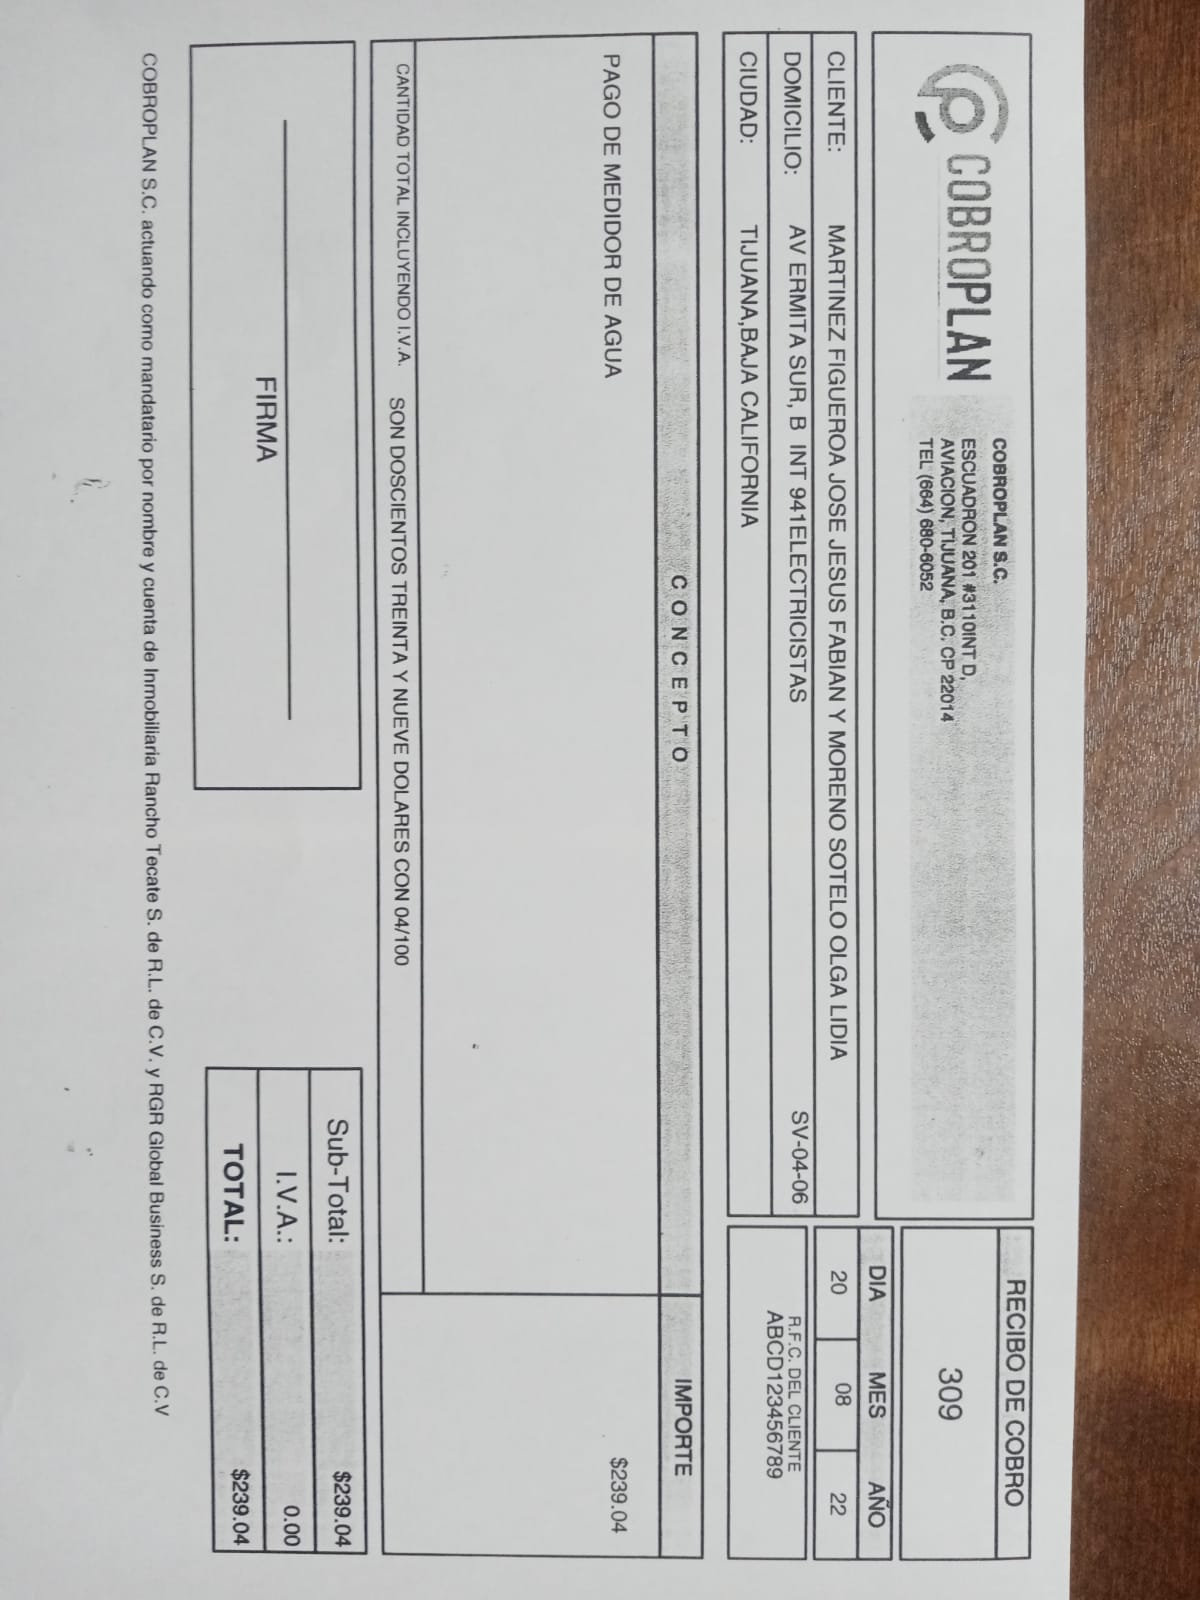 COBROPLAN
COBROPLAN S.C.
ESCUADRON 201 #3110INT D,
AVIACION, TIJUANA, B.C. CP 22014
TEL (664) 680-6052
RECIBO DE COBRO
309
DIA MES AÑO
20 08 22
CLIENTE: MARTINEZ FIGUEROA JOSE JESUS FABIAN Y MORENO SOTELO OLGA LIDIA
DOMICILIO: AV ERMITA SUR, B INT 941ELECTRICISTAS SV-04-06
CIUDAD: TIJUANA,BAJA CALIFORNIA
R.F.C. DEL CLIENTE
ABCD123456789
CONCEPTO IMPORTE
PAGO DE MEDIDOR DE AGUA $239.04
CANTIDAD TOTAL INCLUYENDO I.V.A. SON DOSCIENTOS TREINTA Y NUEVE DOLARES CON 04/100
FIRMA
Sub-Total: $239.04
I.V.A.: 0.00
TOTAL: $239.04
COBROPLAN S.C. actuando como mandatario por nombre y cuenta de Inmobiliaria Rancho Tecate S. de R.L. de C.V. y RGR Global Business S. de R.L. de C.V